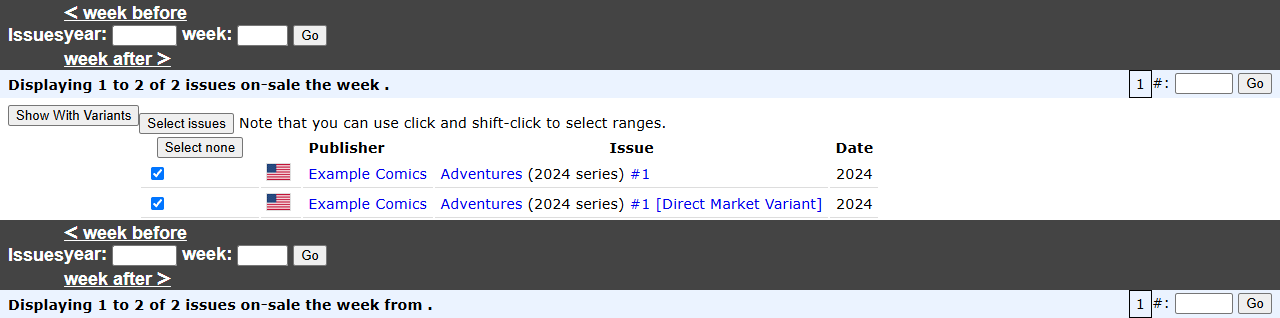 < week before
Issuesyear: week: Go
week after >
Displaying 1 to 2 of 2 issues on-sale the week . 1 #: Go
Show With Variants Select issues Note that you can use click and shift-click to select ranges.
Select none Publisher Issue Date
Example Comics Adventures (2024 series) #1 2024
Example Comics Adventures (2024 series) #1 [Direct Market Variant] 2024
< week before
Issuesyear: week: Go
week after >
Displaying 1 to 2 of 2 issues on-sale the week from . 1 #: Go